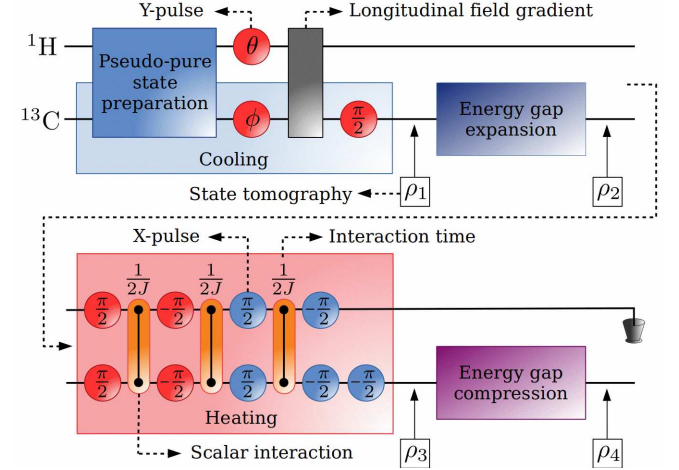 Y-pulse
Longitudinal field gradient
¹H
Pseudo-pure
state
preparation
θ
¹³C
ϕ
π/2
Energy gap
expansion
Cooling
State tomography
ρ₁
ρ₂
X-pulse
Interaction time
1/2J 1/2J 1/2J
π/2 -π/2 π/2 -π/2
π/2 -π/2 π/2 π/2 -π/2
Energy gap
compression
Heating
Scalar interaction
ρ₃
ρ₄